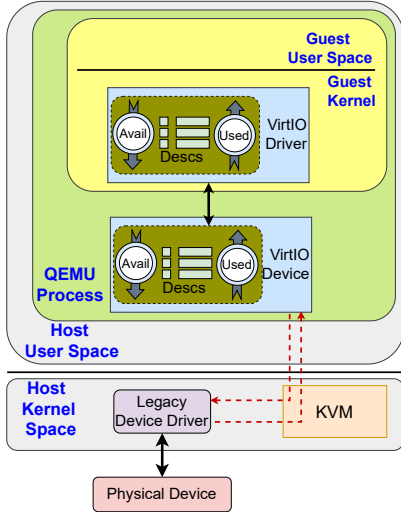 Guest
User Space
Guest
Kernel
Avail
Used
Descs
VirtIO
Driver
Avail
Used
Descs
VirtIO
Device
QEMU
Process
Host
User Space
Host
Kernel
Space
Legacy
Device Driver
KVM
Physical Device